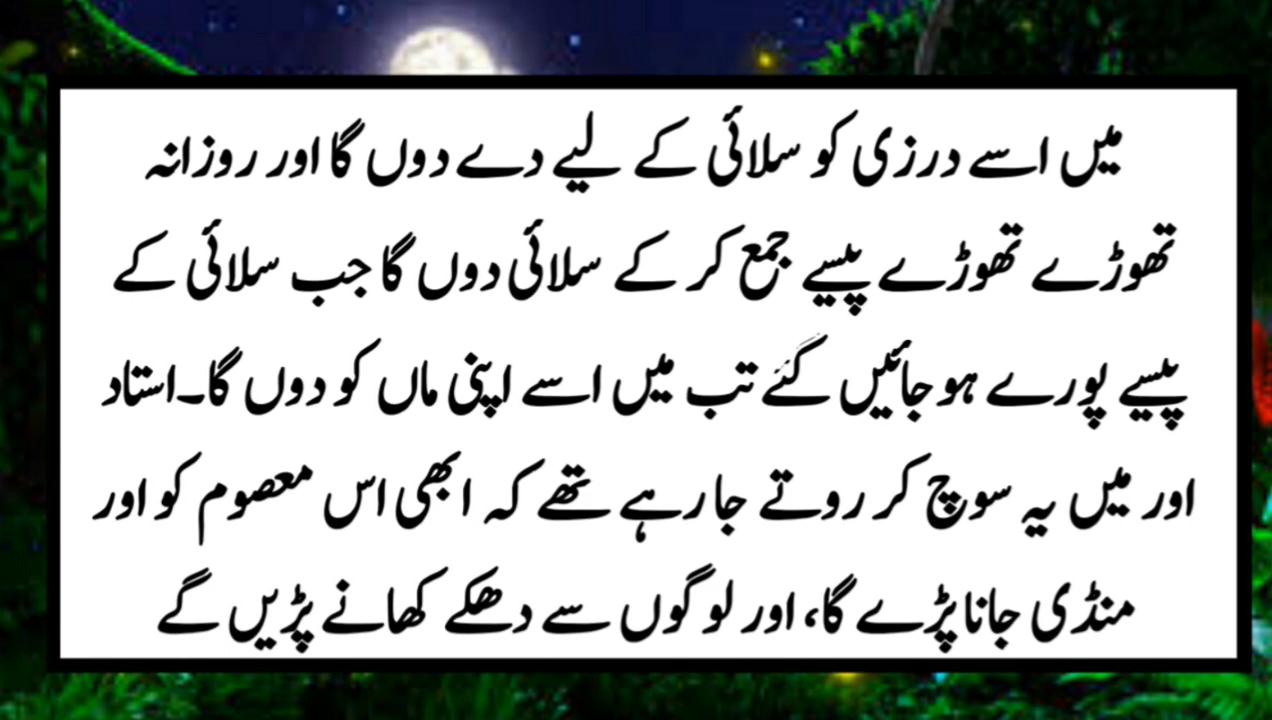 میں اسے درزی کو سلائی کے لیے دے دوں گا اور روزانہ
تھوڑے تھوڑے پیسے جمع کر کے سلائی دوں گا جب سلائی کے
پیسے پورے ہو جائیں گئے تب میں اسے اپنی ماں کو دوں گا۔استاد
اور میں یہ سوچ کر روتے جا رہے تھے کہ ابھی اس معصوم کو اور
منڈی جانا پڑے گا، اور لوگوں سے دھکے کھانے پڑیں گے